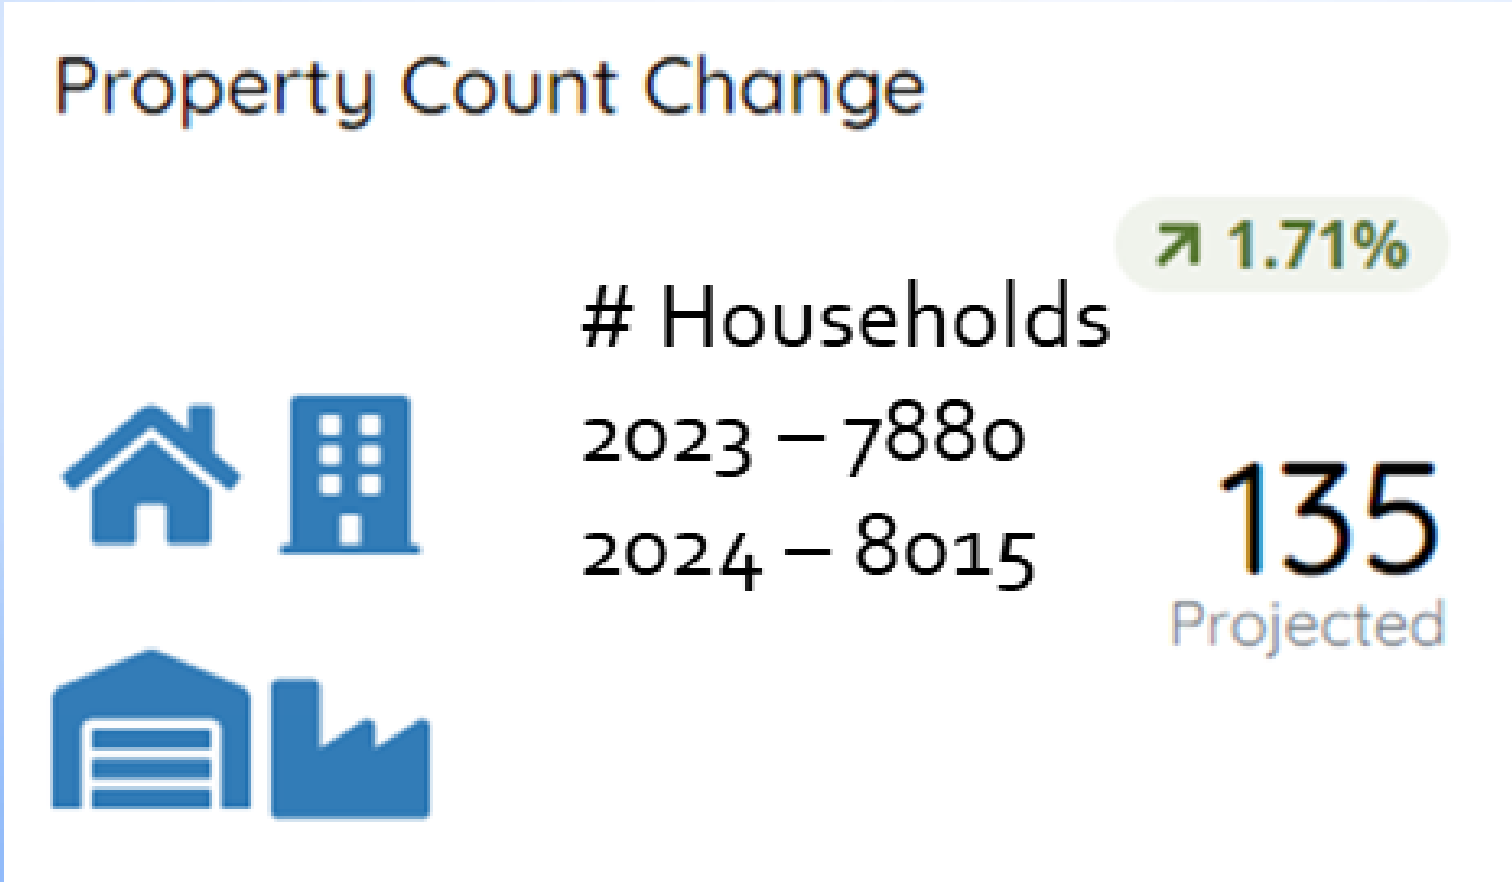 Property Count Change
1.71%
# Households
2023 – 7880
2024 – 8015
135
Projected